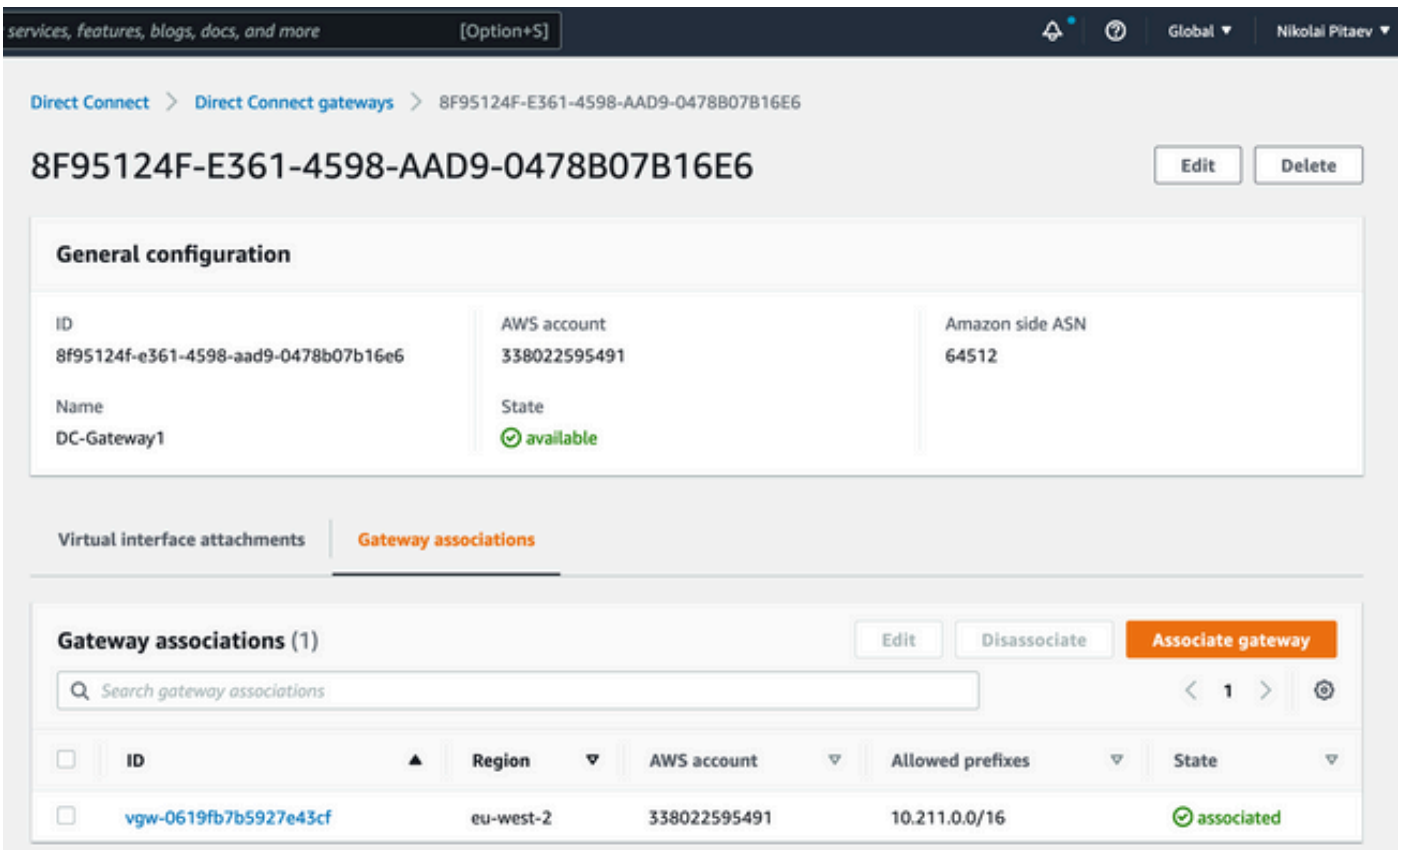 services, features, blogs, docs, and more [Option+S] Global ▼ Nikolai Pitaev ▼
Direct Connect > Direct Connect gateways > 8F95124F-E361-4598-AAD9-0478B07B16E6
8F95124F-E361-4598-AAD9-0478B07B16E6 Edit Delete
General configuration
ID AWS account Amazon side ASN
8f95124f-e361-4598-aad9-0478b07b16e6 338022595491 64512
Name State
DC-Gateway1 available
Virtual interface attachments Gateway associations
Gateway associations (1) Edit Disassociate Associate gateway
Search gateway associations < 1 >
ID Region AWS account Allowed prefixes State
vgw-0619fb7b5927e43cf eu-west-2 338022595491 10.211.0.0/16 associated